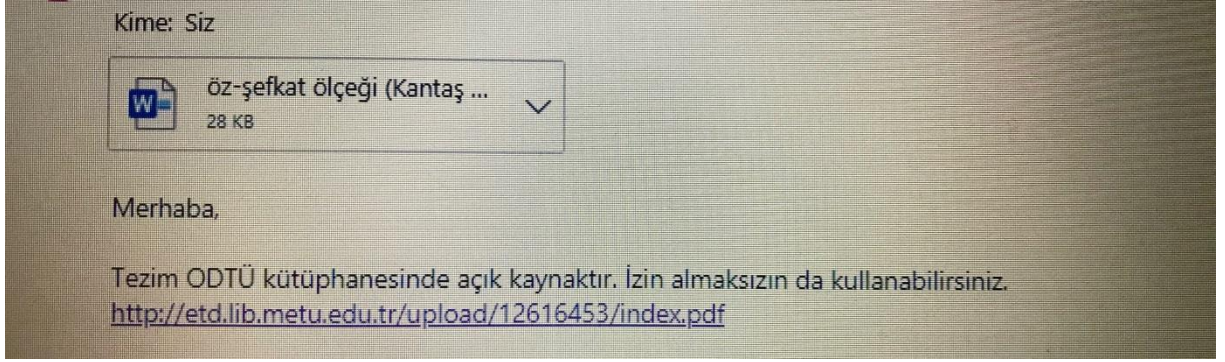 Kime: Siz
öz-şefkat ölçeği (Kantaş ...
28 KB
Merhaba,
Tezim ODTÜ kütüphanesinde açık kaynaktır. İzin almaksızın da kullanabilirsiniz.
http://etd.lib.metu.edu.tr/upload/12616453/index.pdf